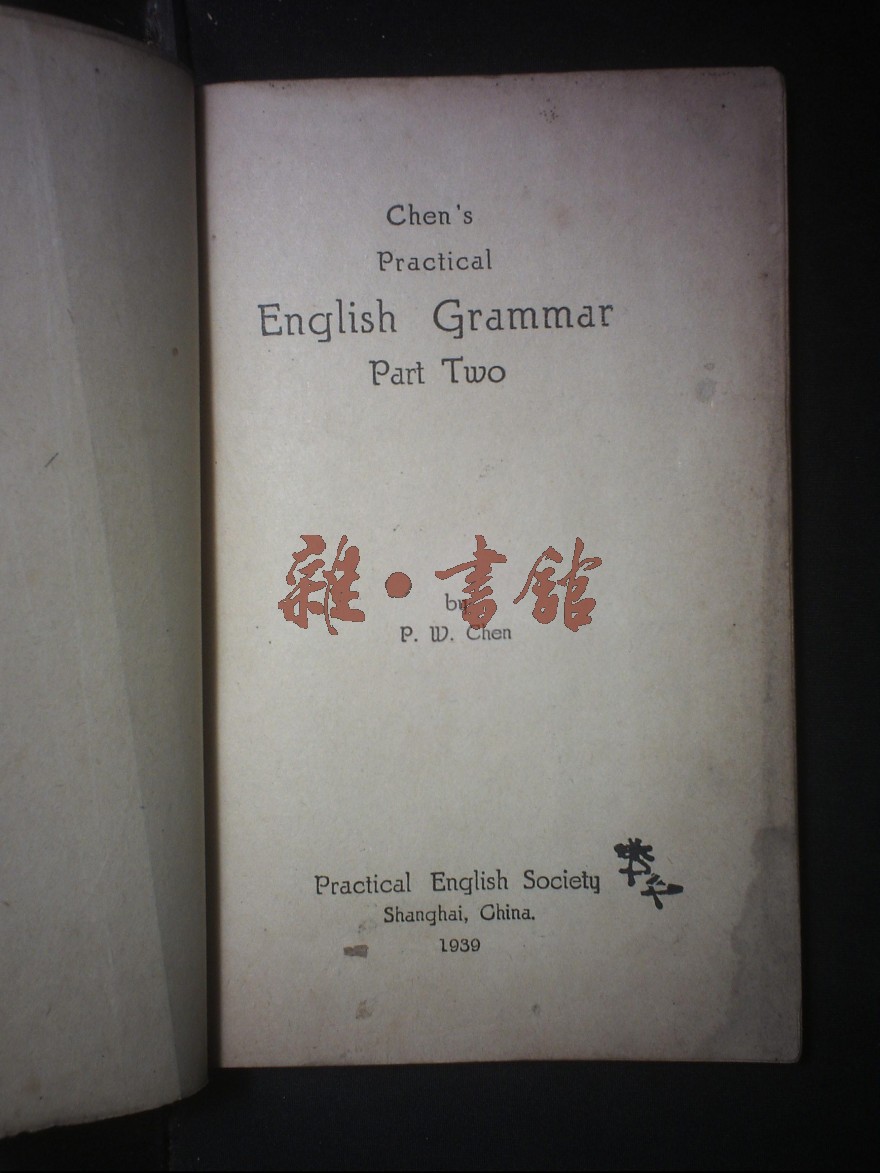 Chen's
Practical
English Grammar
Part Two
雜•書館
by
P. W. Chen
Practical English Society
Shanghai, China.
1939